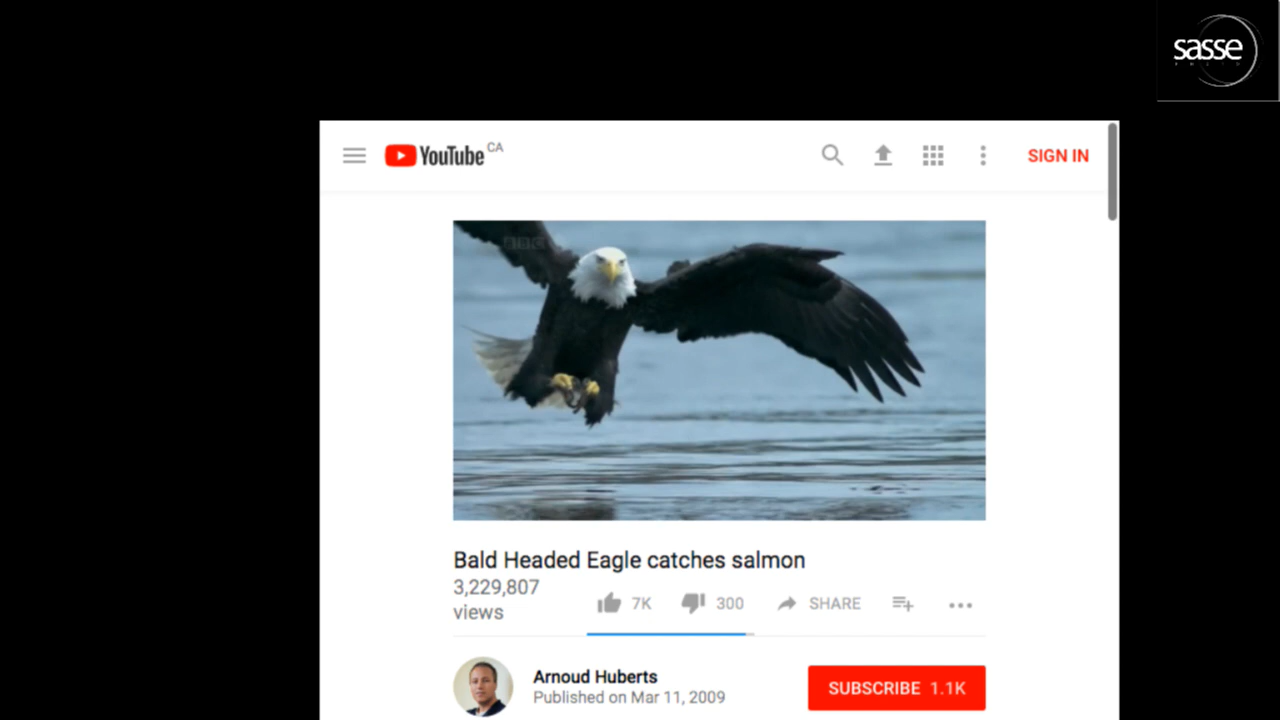 sasse
YouTube CA
SIGN IN
BBC
Bald Headed Eagle catches salmon
3,229,807
views
7K
300
SHARE
Arnoud Huberts
Published on Mar 11, 2009
SUBSCRIBE 1.1K